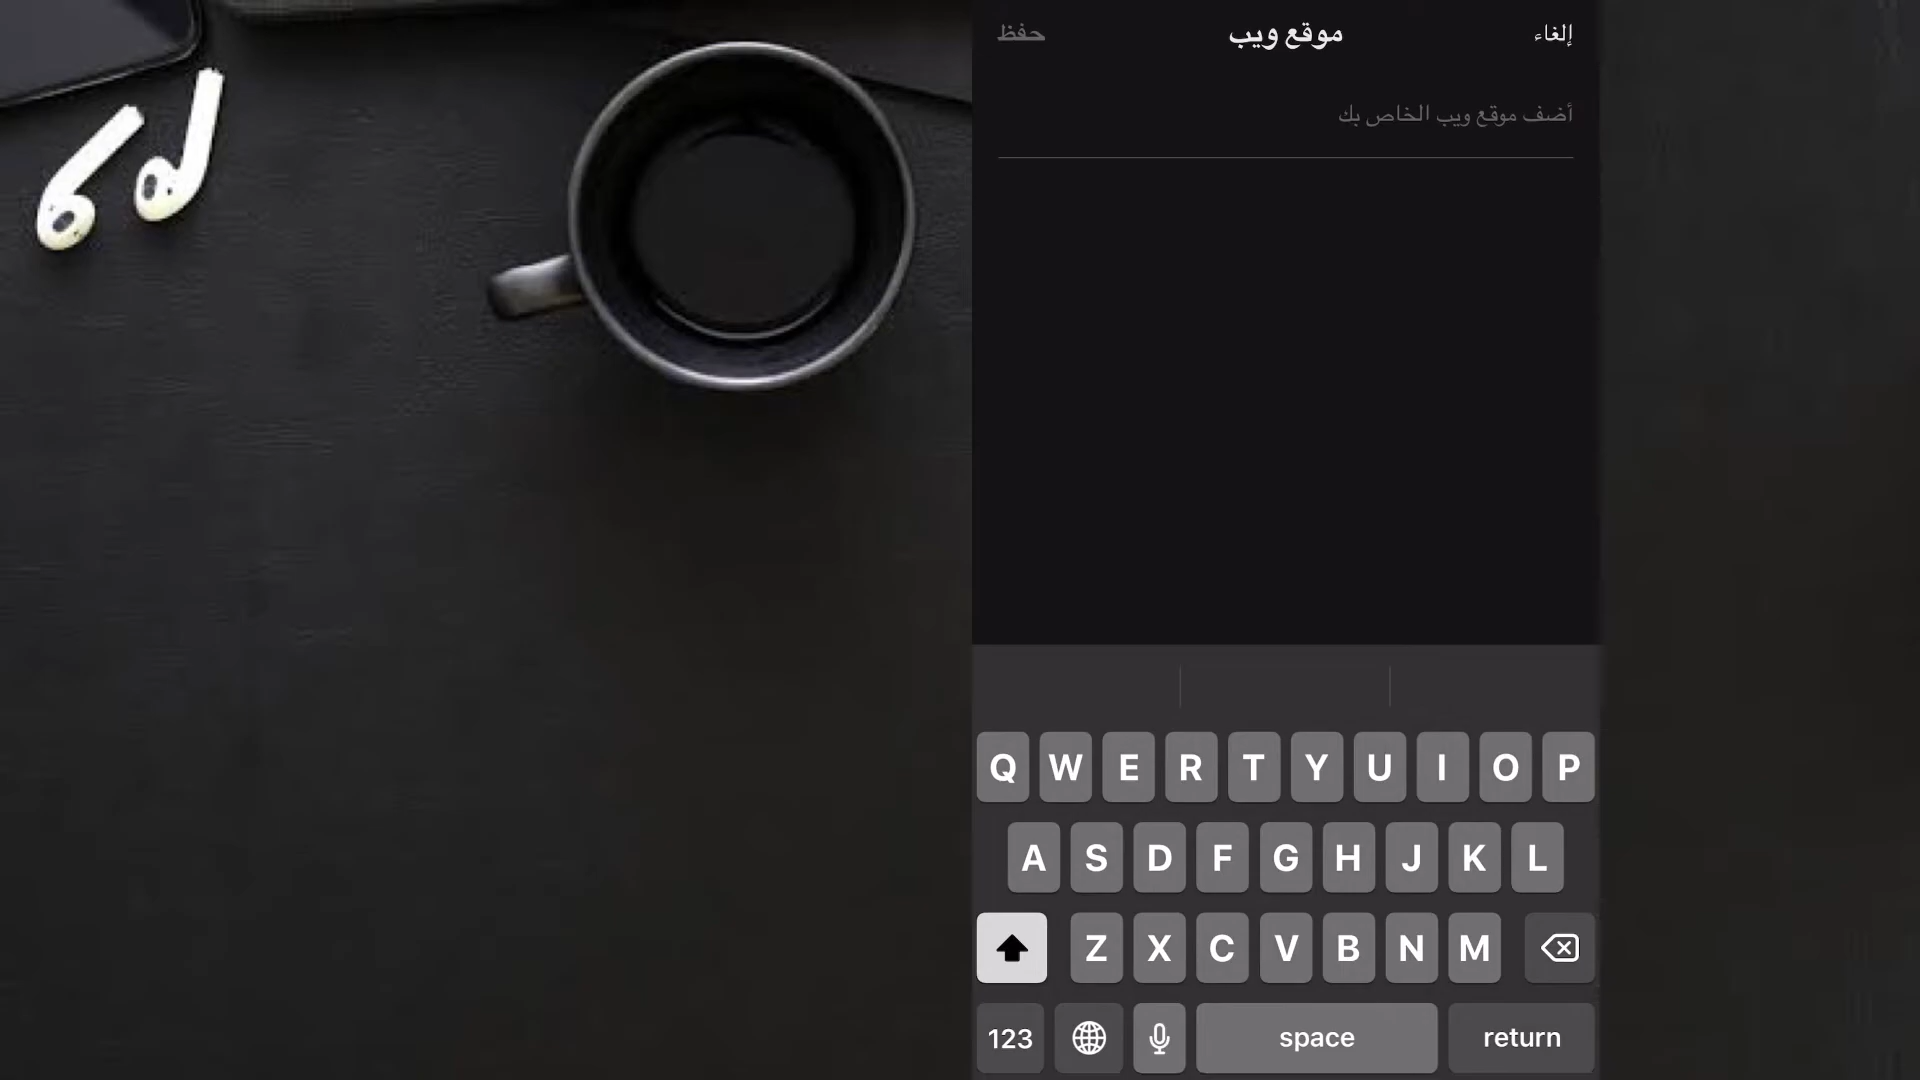 إلغاء موقع ويب حفظ
أضف موقع ويب الخاص بك
Q W E R T Y U I O P
A S D F G H J K L
Z X C V B N M
123 space return